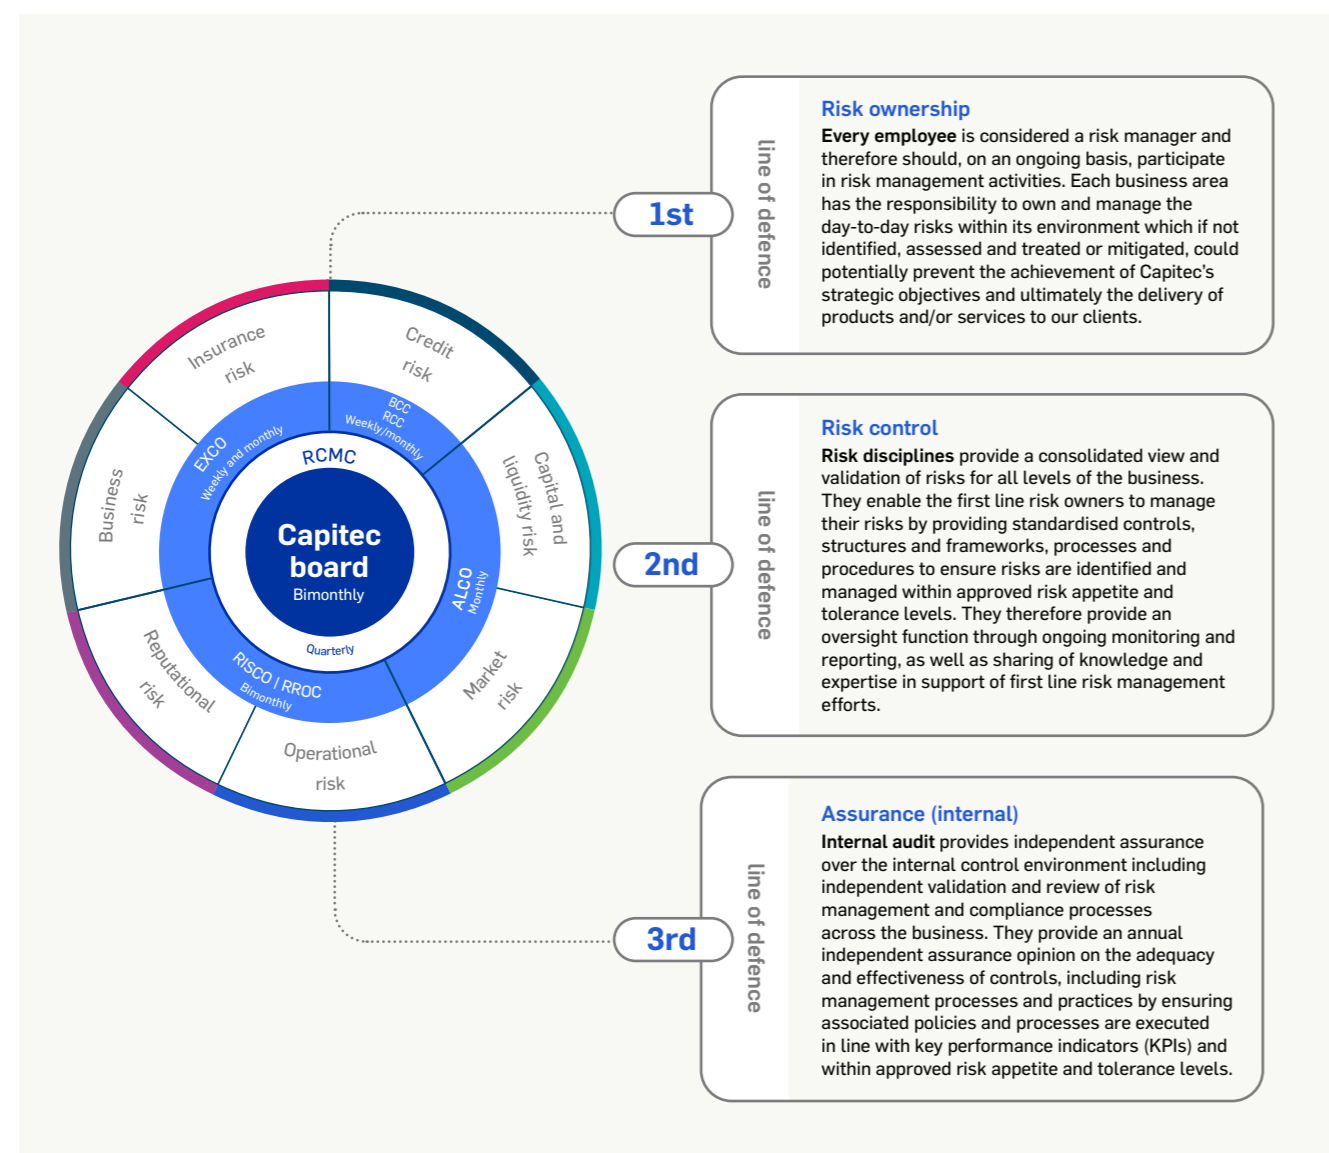 Insurance
risk
Credit
risk
Capital and
liquidity risk
Market
risk
Operational
risk
Reputational
risk
Business
risk
EXCO
Weekly and monthly
BCC
RCC
Weekly/monthly
ALCO
Monthly
RISCO | RROC
Bimonthly
RCMC
Quarterly
Capitec
board
Bimonthly
1st
line of defence
Risk ownership
Every employee is considered a risk manager and
therefore should, on an ongoing basis, participate
in risk management activities. Each business area
has the responsibility to own and manage the
day-to-day risks within its environment which if not
identified, assessed and treated or mitigated, could
potentially prevent the achievement of Capitec's
strategic objectives and ultimately the delivery of
products and/or services to our clients.
2nd
line of defence
Risk control
Risk disciplines provide a consolidated view and
validation of risks for all levels of the business.
They enable the first line risk owners to manage
their risks by providing standardised controls,
structures and frameworks, processes and
procedures to ensure risks are identified and
managed within approved risk appetite and
tolerance levels. They therefore provide an
oversight function through ongoing monitoring and
reporting, as well as sharing of knowledge and
expertise in support of first line risk management
efforts.
3rd
line of defence
Assurance (internal)
Internal audit provides independent assurance
over the internal control environment including
independent validation and review of risk
management and compliance processes
across the business. They provide an annual
independent assurance opinion on the adequacy
and effectiveness of controls, including risk
management processes and practices by ensuring
associated policies and processes are executed
in line with key performance indicators (KPIs) and
within approved risk appetite and tolerance levels.